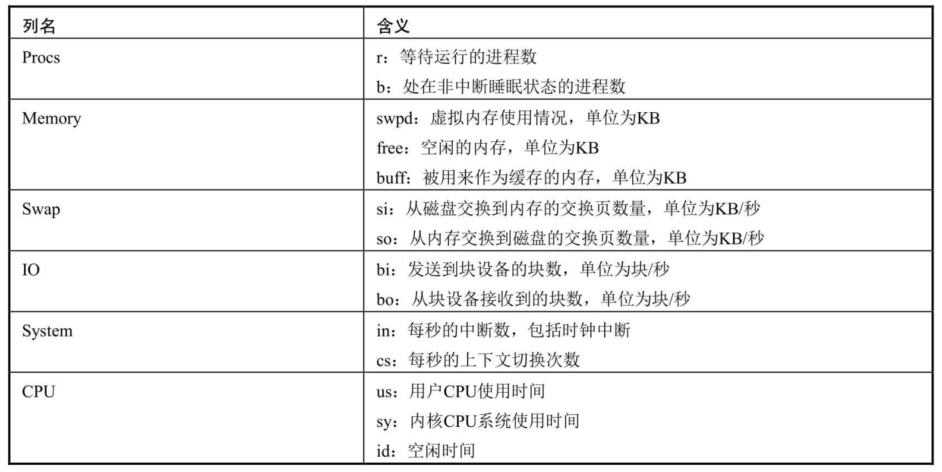 列名 含义
Procs r：等待运行的进程数
b：处在非中断睡眠状态的进程数
Memory swpd：虚拟内存使用情况，单位为KB
free：空闲的内存，单位为KB
buff：被用来作为缓存的内存，单位为KB
Swap si：从磁盘交换到内存的交换页数量，单位为KB/秒
so：从内存交换到磁盘的交换页数量，单位为KB/秒
IO bi：发送到块设备的块数，单位为块/秒
bo：从块设备接收到的块数，单位为块/秒
System in：每秒的中断数，包括时钟中断
cs：每秒的上下文切换次数
CPU us：用户CPU使用时间
sy：内核CPU系统使用时间
id：空闲时间